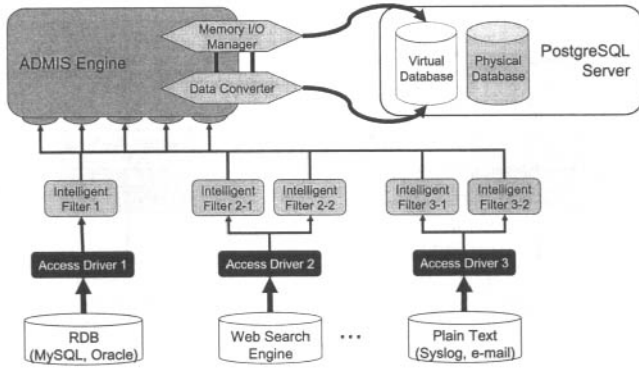 Memory I/O
Manager
ADMIS Engine
Data Converter
Virtual
Database
Physical
Database
PostgreSQL
Server
Intelligent
Filter 1
Intelligent
Filter 2-1
Intelligent
Filter 2-2
Intelligent
Filter 3-1
Intelligent
Filter 3-2
Access Driver 1
Access Driver 2
Access Driver 3
RDB
(MySQL, Oracle)
Web Search
Engine
...
Plain Text
(Syslog, e-mail)